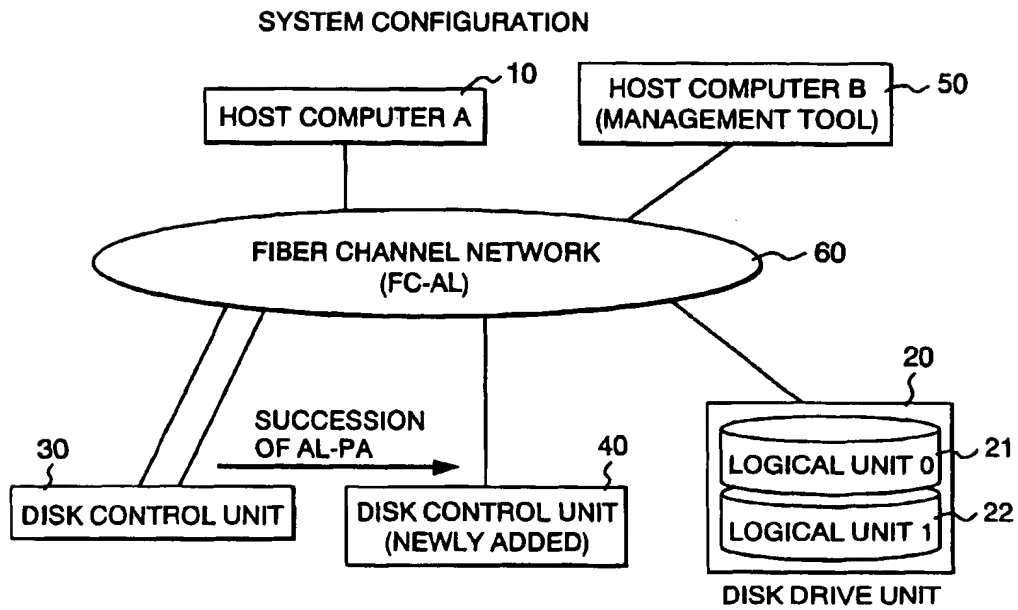 SYSTEM CONFIGURATION
10
HOST COMPUTER A
50
HOST COMPUTER B
(MANAGEMENT TOOL)
FIBER CHANNEL NETWORK
(FC-AL)
60
SUCCESSION
OF AL-PA
30
DISK CONTROL UNIT
40
DISK CONTROL UNIT
(NEWLY ADDED)
20
LOGICAL UNIT 0
21
LOGICAL UNIT 1
22
DISK DRIVE UNIT